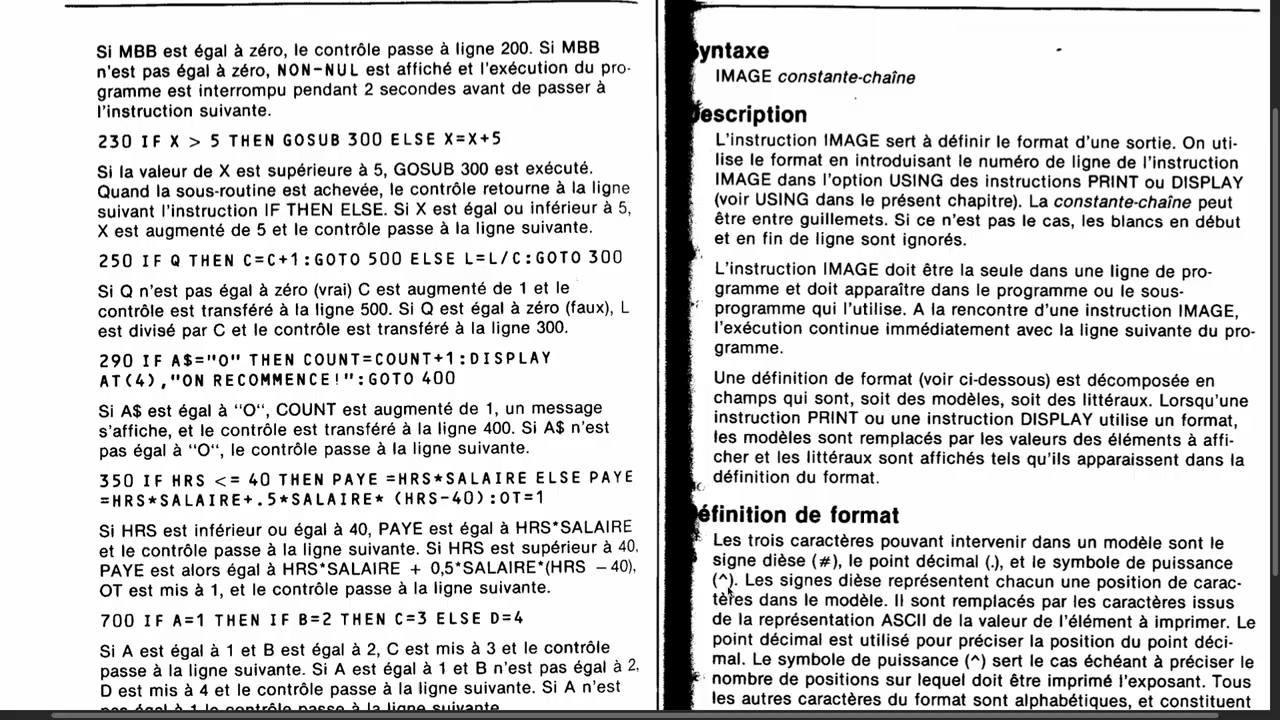 Si MBB est égal à zéro, le contrôle passe à ligne 200. Si MBB
n'est pas égal à zéro, NON-NUL est affiché et l'exécution du pro-
gramme est interrompu pendant 2 secondes avant de passer à
l'instruction suivante.
230 IF X > 5 THEN GOSUB 300 ELSE X=X+5
Si la valeur de X est supérieure à 5, GOSUB 300 est exécuté.
Quand la sous-routine est achevée, le contrôle retourne à la ligne
suivant l'instruction IF THEN ELSE. Si X est égal ou inférieur à 5,
X est augmenté de 5 et le contrôle passe à la ligne suivante.
250 IF Q THEN C=C+1:GOTO 500 ELSE L=L/C:GOTO 300
Si Q n'est pas égal à zéro (vrai) C est augmenté de 1 et le
contrôle est transféré à la ligne 500. Si Q est égal à zéro (faux), L
est divisé par C et le contrôle est transféré à la ligne 300.
290 IF A$="O" THEN COUNT=COUNT+1:DISPLAY
AT(4),"ON RECOMMENCE!":GOTO 400
Si A$ est égal à “O“, COUNT est augmenté de 1, un message
s'affiche, et le contrôle est transféré à la ligne 400. Si A$ n'est
pas égal à “O“, le contrôle passe à la ligne suivante.
350 IF HRS <= 40 THEN PAYE =HRS*SALAIRE ELSE PAYE
=HRS*SALAIRE+.5*SALAIRE* (HRS-40):OT=1
Si HRS est inférieur ou égal à 40, PAYE est égal à HRS*SALAIRE
et le contrôle passe à la ligne suivante. Si HRS est supérieur à 40,
PAYE est alors égal à HRS*SALAIRE + 0,5*SALAIRE*(HRS – 40),
OT est mis à 1, et le contrôle passe à la ligne suivante.
700 IF A=1 THEN IF B=2 THEN C=3 ELSE D=4
Si A est égal à 1 et B est égal à 2, C est mis à 3 et le contrôle
passe à la ligne suivante. Si A est égal à 1 et B n'est pas égal à 2,
D est mis à 4 et le contrôle passe à la ligne suivante. Si A n'est
pas égal à 1 le contrôle passe à la ligne suivante.
Syntaxe
IMAGE constante-chaîne
Description
L'instruction IMAGE sert à définir le format d'une sortie. On uti-
lise le format en introduisant le numéro de ligne de l'instruction
IMAGE dans l'option USING des instructions PRINT ou DISPLAY
(voir USING dans le présent chapitre). La constante-chaîne peut
être entre guillemets. Si ce n'est pas le cas, les blancs en début
et en fin de ligne sont ignorés.
L'instruction IMAGE doit être la seule dans une ligne de pro-
gramme et doit apparaître dans le programme ou le sous-
programme qui l'utilise. A la rencontre d'une instruction IMAGE,
l'exécution continue immédiatement avec la ligne suivante du pro-
gramme.
Une définition de format (voir ci-dessous) est décomposée en
champs qui sont, soit des modèles, soit des littéraux. Lorsqu'une
instruction PRINT ou une instruction DISPLAY utilise un format,
les modèles sont remplacés par les valeurs des éléments à affi-
cher et les littéraux sont affichés tels qu'ils apparaissent dans la
définition du format.
Définition de format
Les trois caractères pouvant intervenir dans un modèle sont le
signe dièse (#), le point décimal (.), et le symbole de puissance
(^). Les signes dièse représentent chacun une position de carac-
tères dans le modèle. Il sont remplacés par les caractères issus
de la représentation ASCII de la valeur de l'élément à imprimer. Le
point décimal est utilisé pour préciser la position du point déci-
mal. Le symbole de puissance (^) sert le cas échéant à préciser le
nombre de positions sur lequel doit être imprimé l'exposant. Tous
les autres caractères du format sont alphabétiques, et constituent